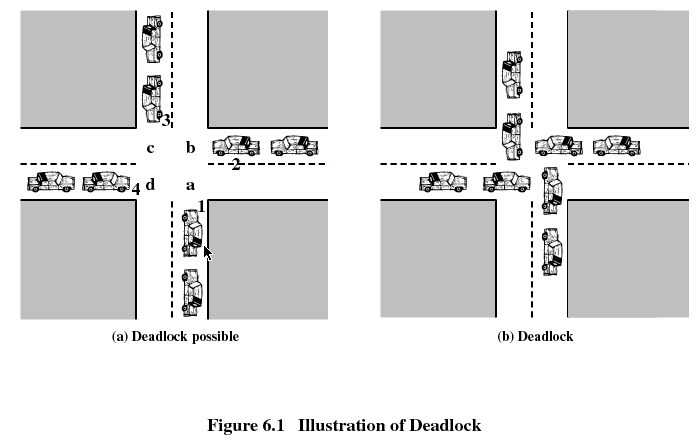 3
c b
2
4 d a
1
(a) Deadlock possible
(b) Deadlock
Figure 6.1 Illustration of Deadlock